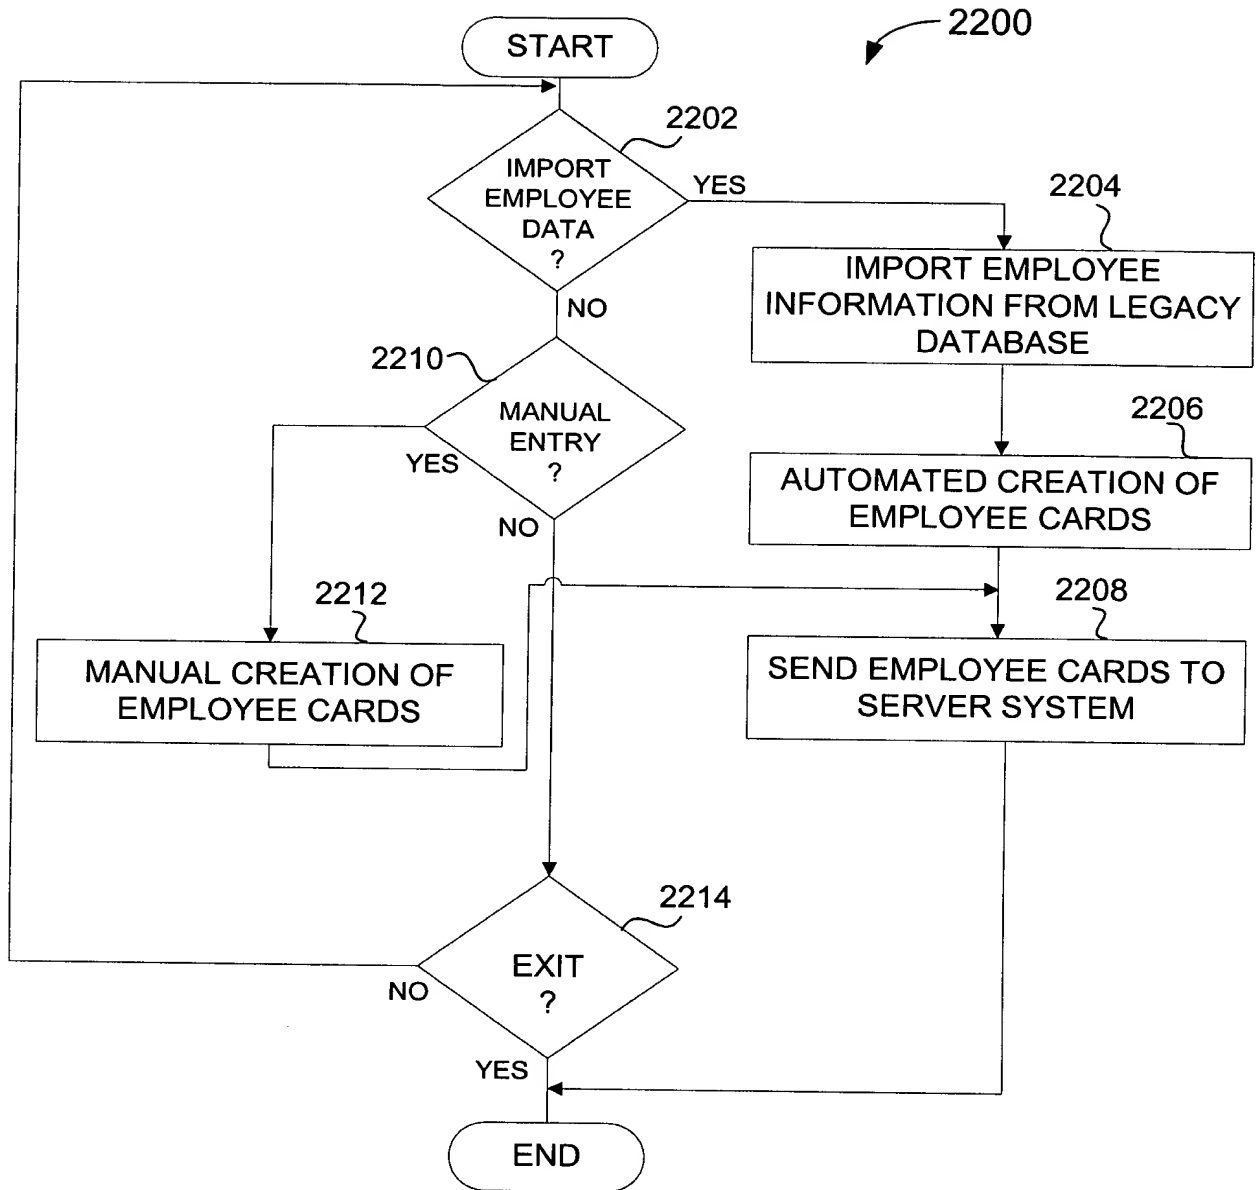 2200
START
2202
IMPORT
EMPLOYEE
DATA
?
YES
NO
2204
IMPORT EMPLOYEE
INFORMATION FROM LEGACY
DATABASE
2210
MANUAL
ENTRY
?
YES
NO
2206
AUTOMATED CREATION OF
EMPLOYEE CARDS
2212
MANUAL CREATION OF
EMPLOYEE CARDS
2208
SEND EMPLOYEE CARDS TO
SERVER SYSTEM
2214
EXIT
?
NO
YES
END